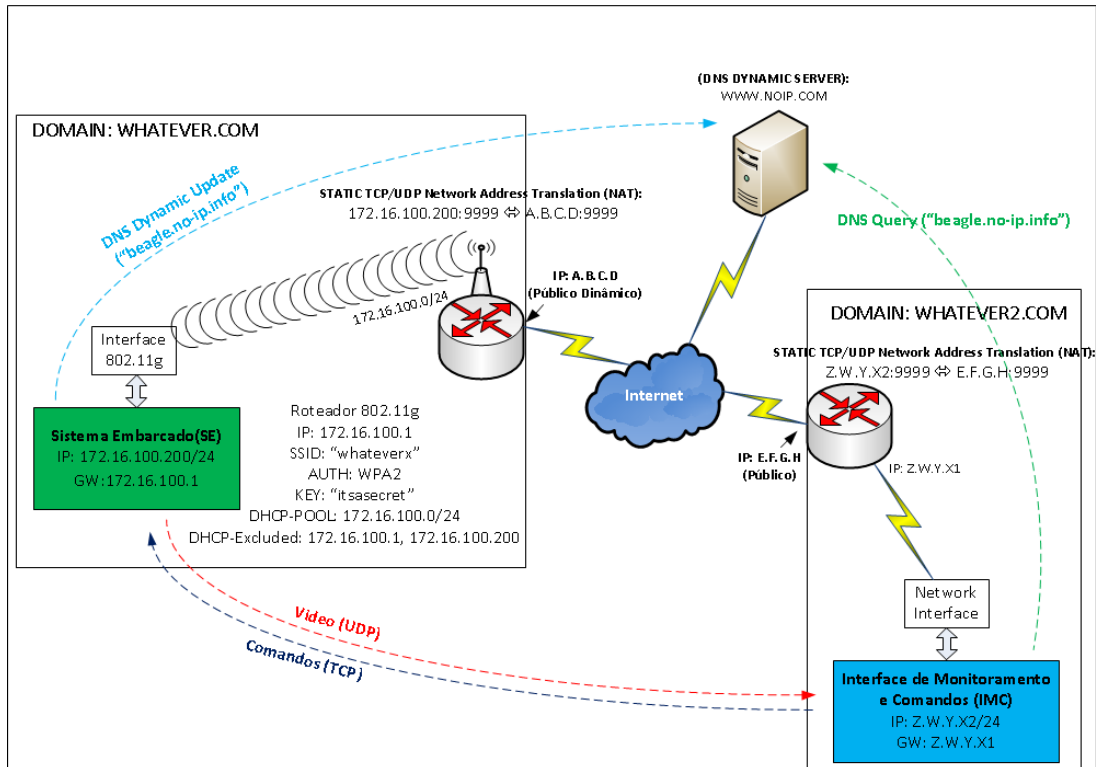 (DNS DYNAMIC SERVER):
WWW.NOIP.COM
DOMAIN: WHATEVER.COM
DNS Dynamic Update
("beagle.no-ip.info")
STATIC TCP/UDP Network Address Translation (NAT):
172.16.100.200:9999 ⇔ A.B.C.D:9999
172.16.100.0/24
IP: A.B.C.D
(Público Dinâmico)
Interface
802.11g
Sistema Embarcado(SE)
IP: 172.16.100.200/24
GW:172.16.100.1
Roteador 802.11g
IP: 172.16.100.1
SSID: "whateverx"
AUTH: WPA2
KEY: "itsasecret"
DHCP-POOL: 172.16.100.0/24
DHCP-Excluded: 172.16.100.1, 172.16.100.200
Internet
DNS Query ("beagle.no-ip.info")
DOMAIN: WHATEVER2.COM
STATIC TCP/UDP Network Address Translation (NAT):
Z.W.Y.X2:9999 ⇔ E.F.G.H:9999
IP: E.F.G.H
(Público)
IP: Z.W.Y.X1
Network
Interface
Video (UDP)
Comandos (TCP)
Interface de Monitoramento
e Comandos (IMC)
IP: Z.W.Y.X2/24
GW: Z.W.Y.X1